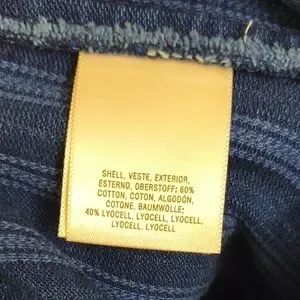 SHELL, VESTE, EXTERIOR,
ESTERNO, OBERSTOFF: 60%
COTTON, COTON, ALGODÓN,
COTONE, BAUMWOLLE;
40% LYOCELL, LYOCELL, LYOCELL,
LYOCELL, LYOCELL